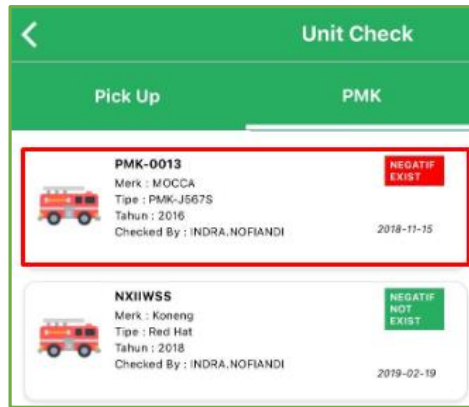 Unit Check
Pick Up
PMK
PMK-0013
NEGATIF
EXIST
Merk : MOCCA
Tipe : PMK-J567S
Tahun : 2016
Checked By : INDRA.NOFIANDI
2018-11-15
NXIIWSS
NEGATIF
NOT
EXIST
Merk : Koneng
Tipe : Red Hat
Tahun : 2018
Checked By : INDRA.NOFIANDI
2019-02-19